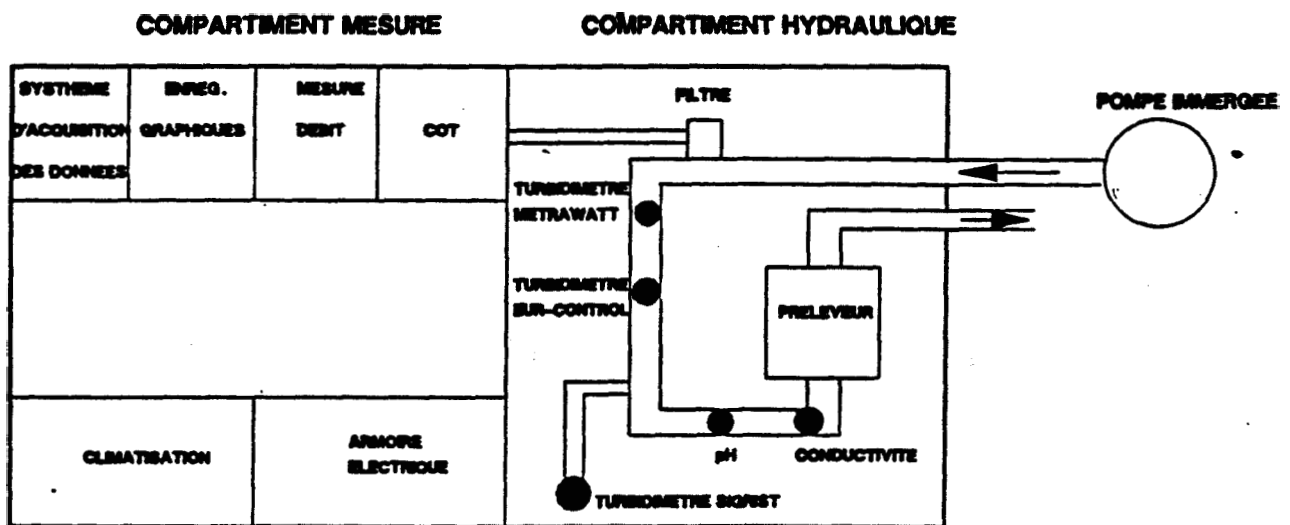 COMPARTIMENT MESURE
COMPARTIMENT HYDRAULIQUE
SYSTHEME
D'ACQUISITION
DES DONNEES
ENREG.
GRAPHIQUES
MESURE
DEBIT
COT
FILTRE
POMPE IMMERGEE
TURBIDIMETRE
METRAWATT
TURBIDIMETRE
SUR-CONTROL
PRELEVEUR
CLIMATISATION
ARMOIRE
ELECTRIQUE
pH
CONDUCTIVITE
TURBIDIMETRE SIGRIST